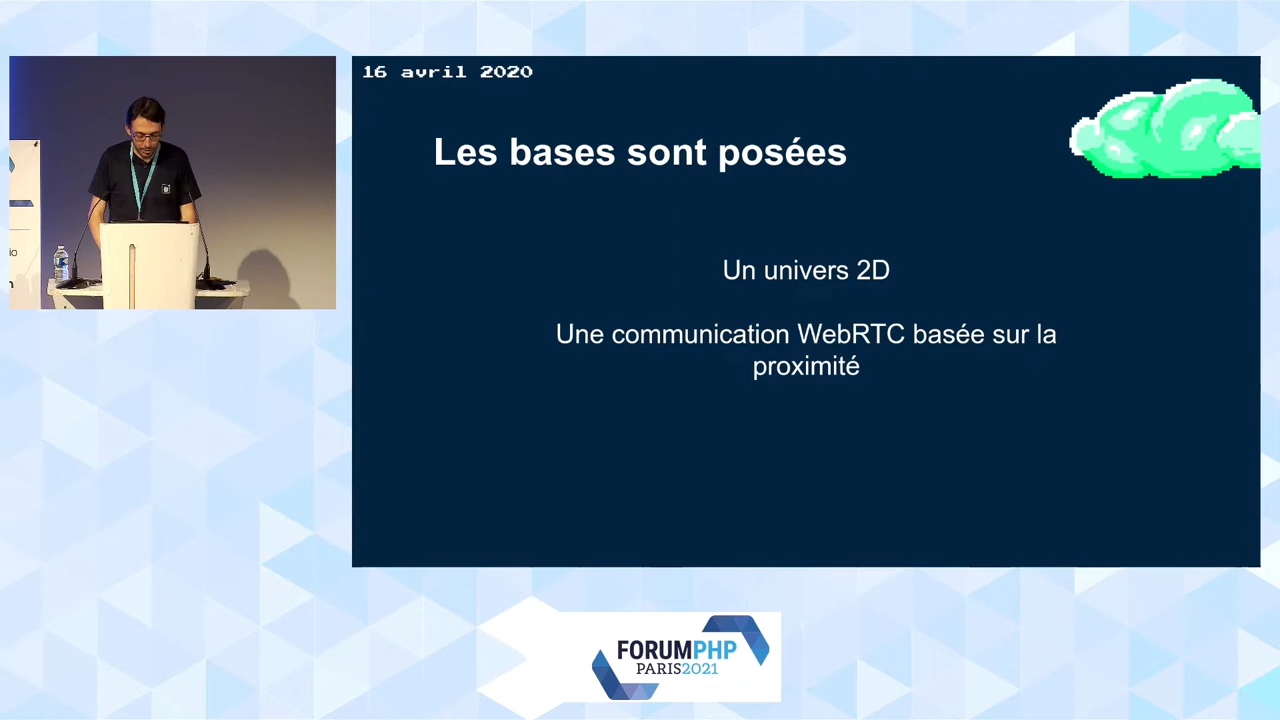 16 avril 2020
Les bases sont posées
Un univers 2D
Une communication WebRTC basée sur la
proximité
io
FORUMPHP
PARIS2021